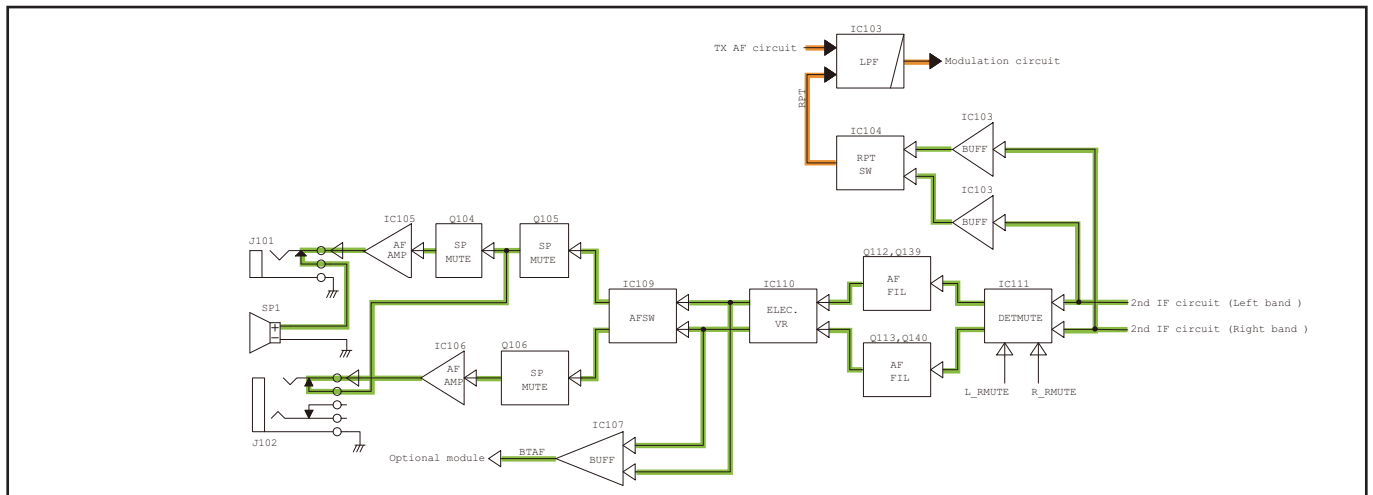 IC103
TX AF circuit
LPF
Modulation circuit
RPT
IC104
RPT
SW
IC103
BUFF
IC103
BUFF
J101
IC105
AF
AMP
Q104
SP
MUTE
Q105
SP
MUTE
Q112,Q139
AF
FIL
SP1
+
−
IC109
AFSW
IC110
ELEC.
VR
IC111
DETMUTE
2nd IF circuit (Left band )
2nd IF circuit (Right band )
Q113,Q140
AF
FIL
L_RMUTE
R_RMUTE
IC106
AF
AMP
Q106
SP
MUTE
J102
IC107
BUFF
BTAF
Optional module